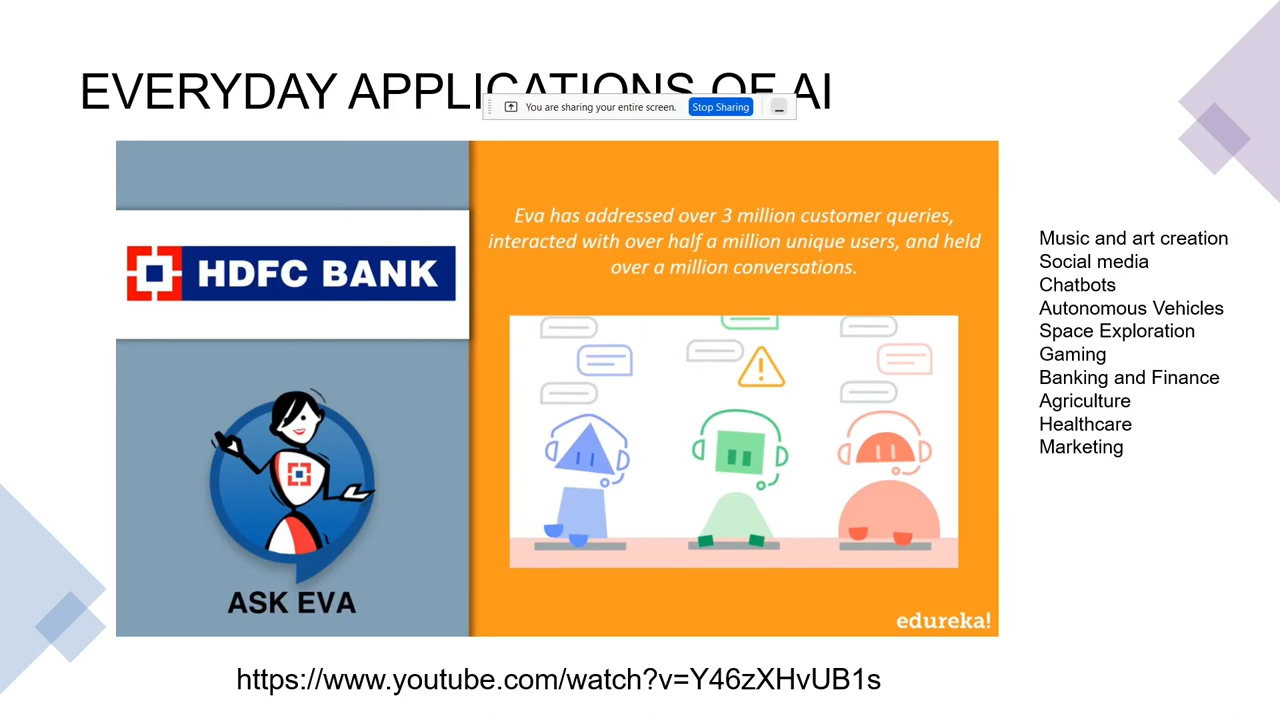 EVERYDAY APPLICATIONS OF AI
You are sharing your entire screen. Stop Sharing
HDFC BANK
ASK EVA
Eva has addressed over 3 million customer queries,
interacted with over half a million unique users, and held
over a million conversations.
edureka!
Music and art creation
Social media
Chatbots
Autonomous Vehicles
Space Exploration
Gaming
Banking and Finance
Agriculture
Healthcare
Marketing
https://www.youtube.com/watch?v=Y46zXHvUB1s